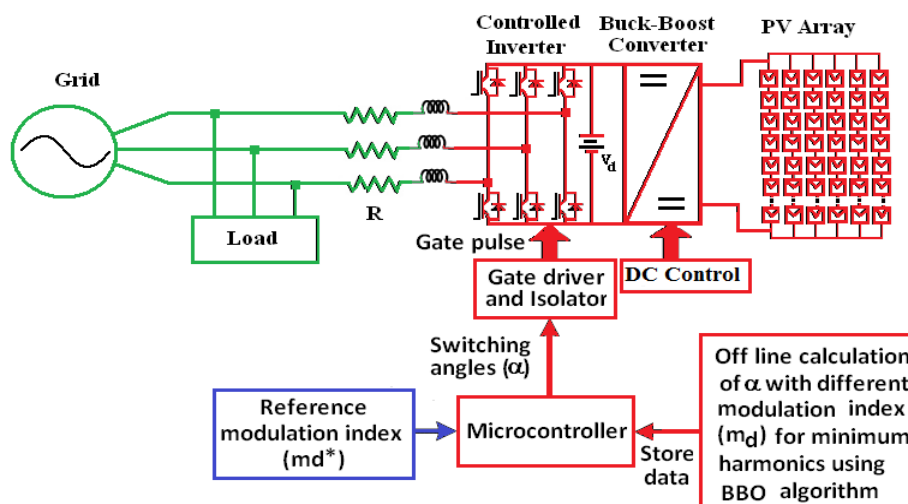 Controlled
Inverter
Buck-Boost
Converter
PV Array
Grid
V_d
R
Load
Gate pulse
Gate driver
and Isolator
DC Control
Switching
angles (α)
Reference
modulation index
(md*)
Microcontroller
Store
data
Off line calculation
of α with different
modulation index
(m_d) for minimum
harmonics using
BBO algorithm